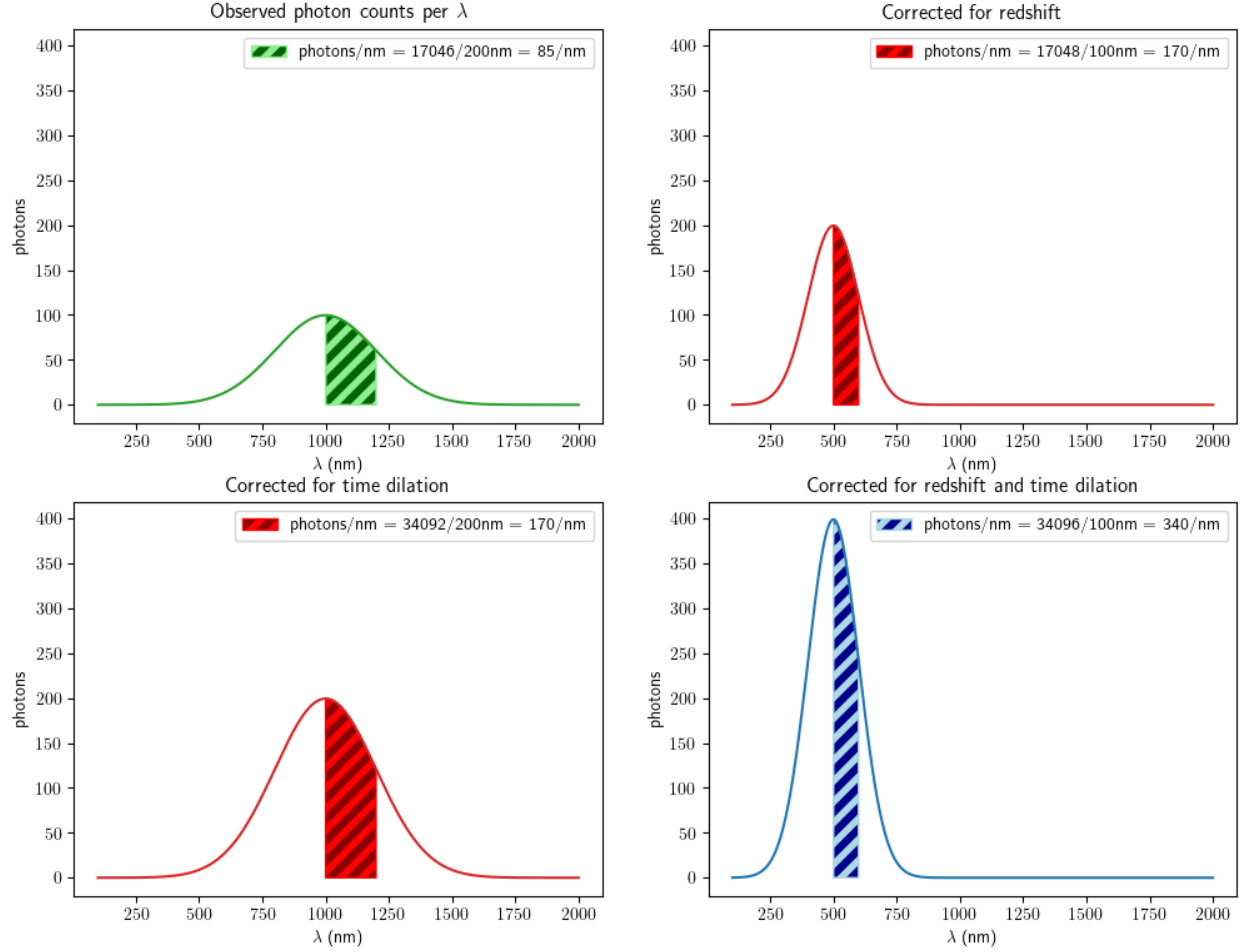 Observed photon counts per λ
photons/nm = 17046/200nm = 85/nm
400
350
300
250
200
150
100
50
0
photons
250 500 750 1000 1250 1500 1750 2000
λ (nm)
Corrected for redshift
photons/nm = 17048/100nm = 170/nm
400
350
300
250
200
150
100
50
0
photons
250 500 750 1000 1250 1500 1750 2000
λ (nm)
Corrected for time dilation
photons/nm = 34092/200nm = 170/nm
400
350
300
250
200
150
100
50
0
photons
250 500 750 1000 1250 1500 1750 2000
λ (nm)
Corrected for redshift and time dilation
photons/nm = 34096/100nm = 340/nm
400
350
300
250
200
150
100
50
0
photons
250 500 750 1000 1250 1500 1750 2000
λ (nm)